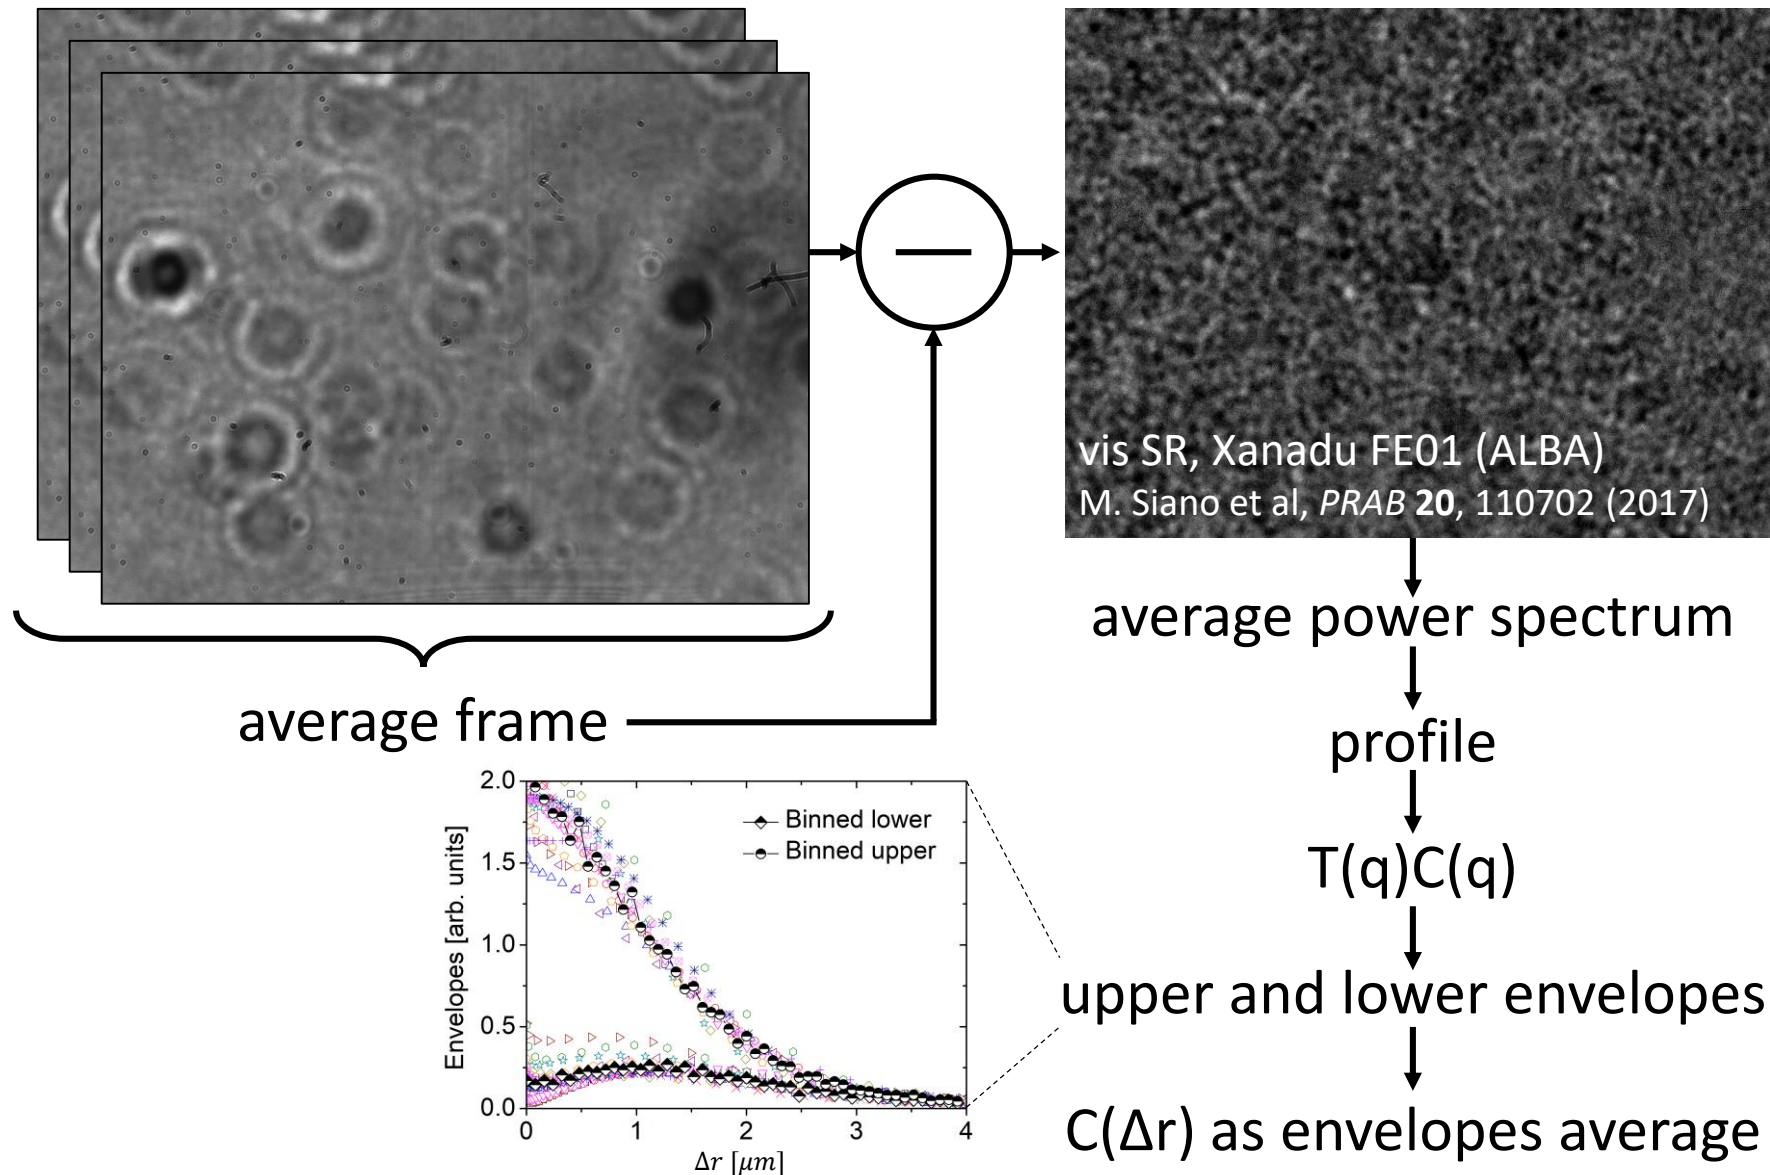 vis SR, Xanadu FE01 (ALBA)
M. Siano et al, PRAB 20, 110702 (2017)
average frame
average power spectrum
profile
T(q)C(q)
upper and lower envelopes
C(Δr) as envelopes average
Envelopes [arb. units]
2.0
1.5
1.0
0.5
0.0
Binned lower
Binned upper
0 1 2 3 4
Δr [μm]